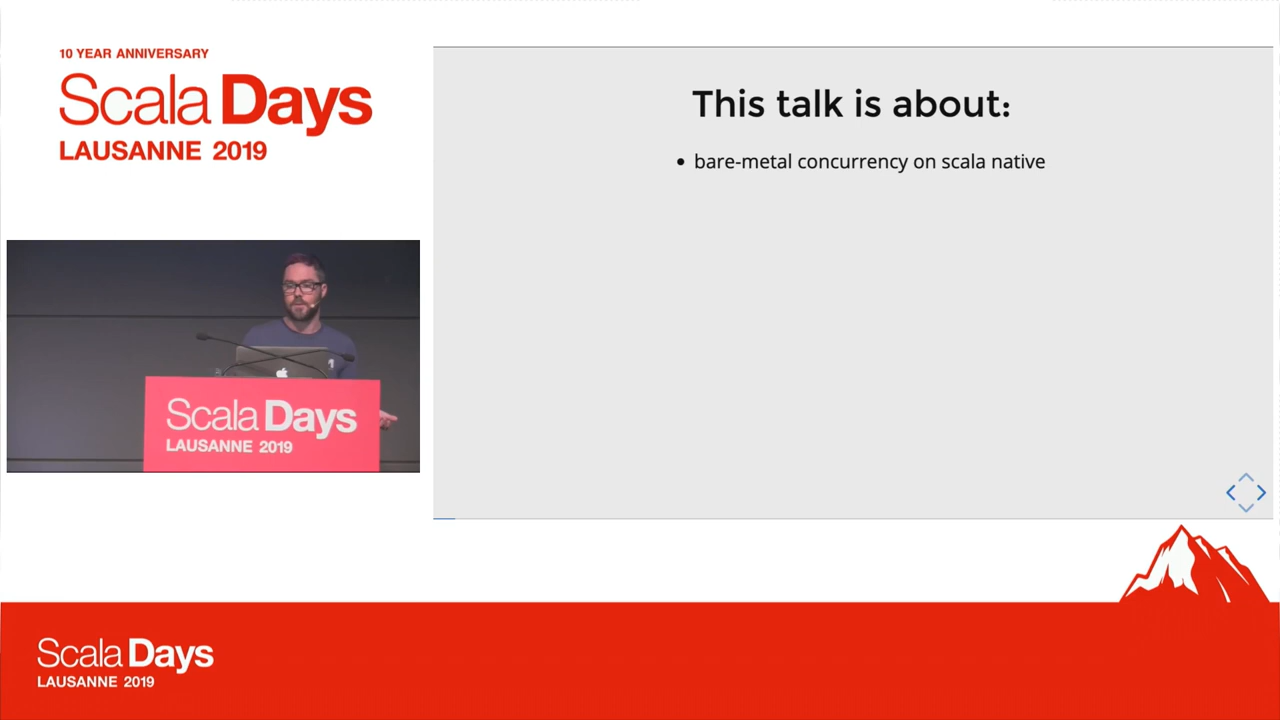 10 YEAR ANNIVERSARY
Scala Days
LAUSANNE 2019
This talk is about:
• bare-metal concurrency on scala native
Scala Days
LAUSANNE 2019
Scala Days
LAUSANNE 2019